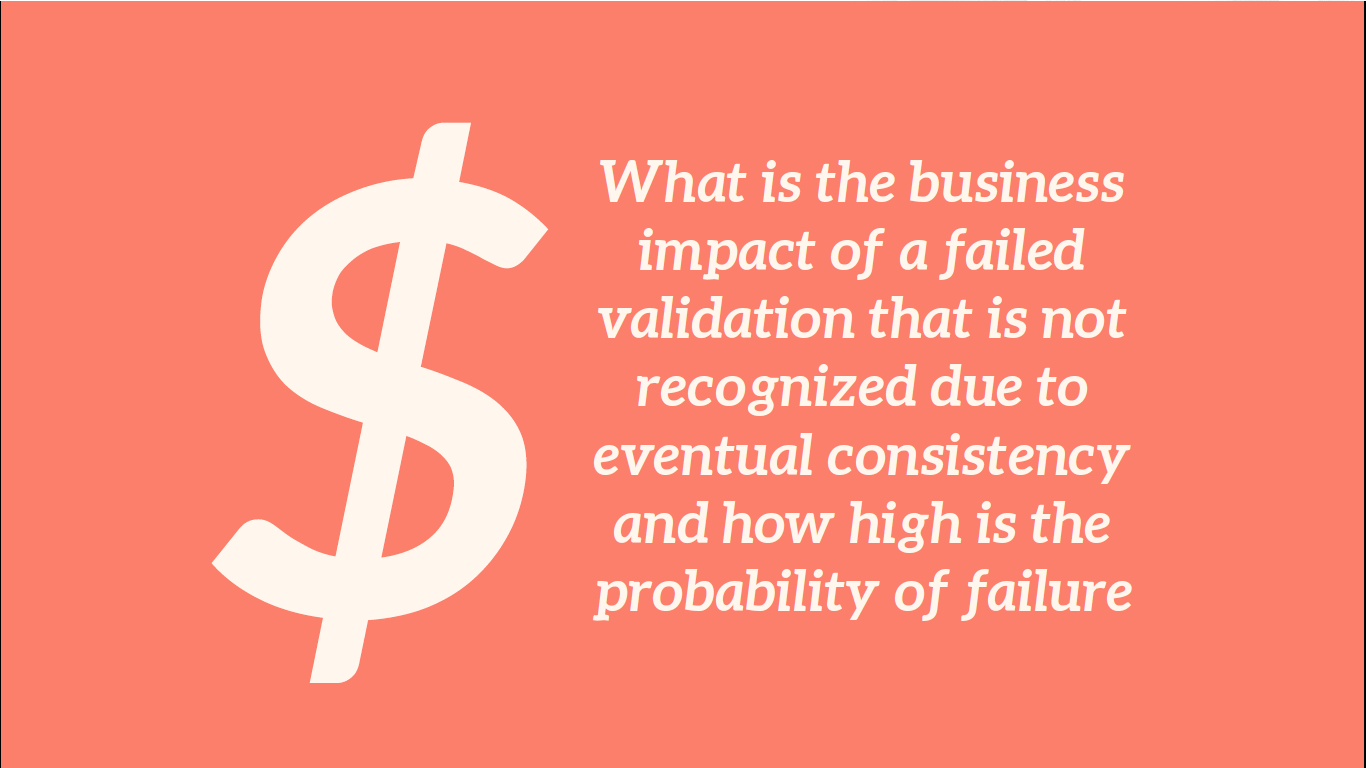 $
What is the business
impact of a failed
validation that is not
recognized due to
eventual consistency
and how high is the
probability of failure